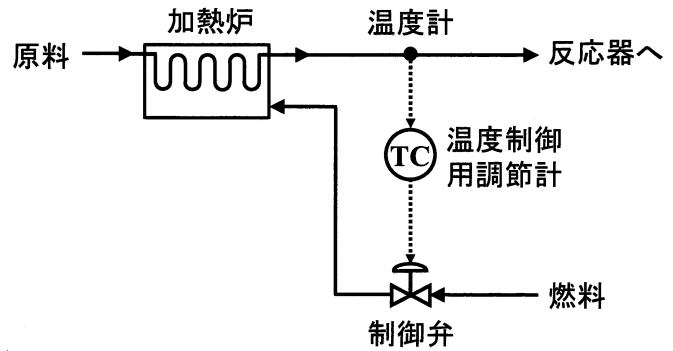 加熱炉
温度計
原料
反応器へ
TC
温度制御
用調節計
燃料
制御弁